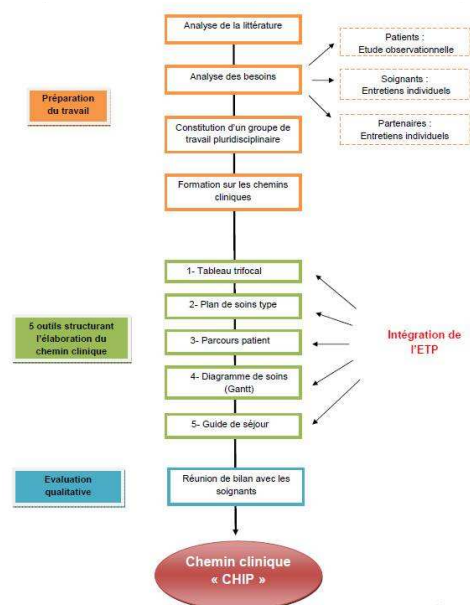 Analyse de la littérature
Patients :
Etude observationnelle
Analyse des besoins
Soignants :
Entretiens individuels
Préparation
du travail
Constitution d'un groupe de
travail pluridisciplinaire
Partenaires :
Entretiens individuels
Formation sur les chemins
cliniques
1- Tableau trifocal
2- Plan de soins type
5 outils structurant
l'élaboration du
chemin clinique
3- Parcours patient
Intégration de
l'ETP
4- Diagramme de soins
(Gantt)
5- Guide de séjour
Evaluation
qualitative
Réunion de bilan avec les
soignants
Chemin clinique
« CHIP »